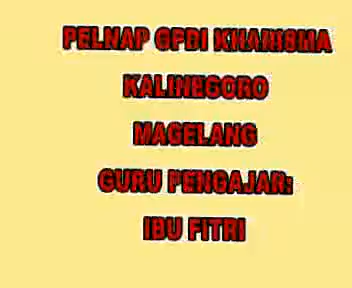 PELNAP GPDI KHARISMA
KALINEGORO
MAGELANG
GURU PENGAJAR:
IBU FITRI